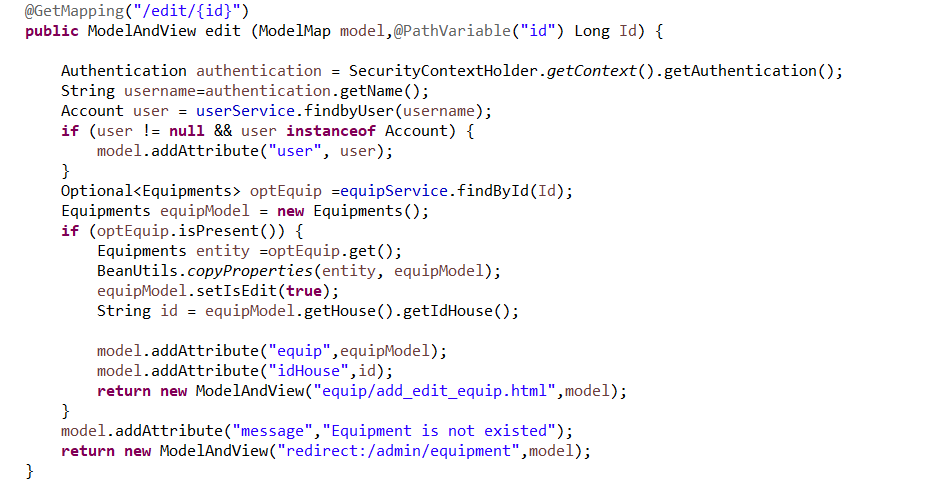 @GetMapping("/edit/{id}")
public ModelAndView edit (ModelMap model,@PathVariable("id") Long Id) {
Authentication authentication = SecurityContextHolder.getContext().getAuthentication();
String username=authentication.getName();
Account user = userService.findbyUser(username);
if (user != null && user instanceof Account) {
model.addAttribute("user", user);
}
Optional<Equipments> optEquip =equipService.findById(Id);
Equipments equipModel = new Equipments();
if (optEquip.isPresent()) {
Equipments entity =optEquip.get();
BeanUtils.copyProperties(entity, equipModel);
equipModel.setIsEdit(true);
String id = equipModel.getHouse().getIdHouse();
model.addAttribute("equip",equipModel);
model.addAttribute("idHouse",id);
return new ModelAndView("equip/add_edit_equip.html",model);
}
model.addAttribute("message","Equipment is not existed");
return new ModelAndView("redirect:/admin/equipment",model);
}